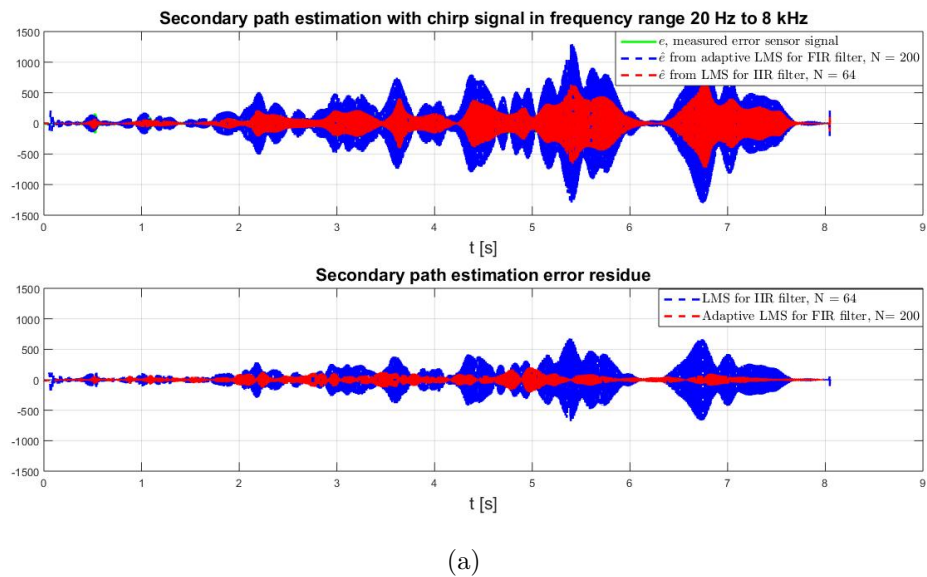 Secondary path estimation with chirp signal in frequency range 20 Hz to 8 kHz
1500
1000
500
0
-500
-1000
-1500
e, measured error sensor signal
ê from adaptive LMS for FIR filter, N = 200
ê from LMS for IIR filter, N = 64
0 1 2 3 4 5 6 7 8 9
t [s]
Secondary path estimation error residue
1500
1000
500
0
-500
-1000
-1500
LMS for IIR filter, N = 64
Adaptive LMS for FIR filter, N= 200
0 1 2 3 4 5 6 7 8 9
t [s]
(a)